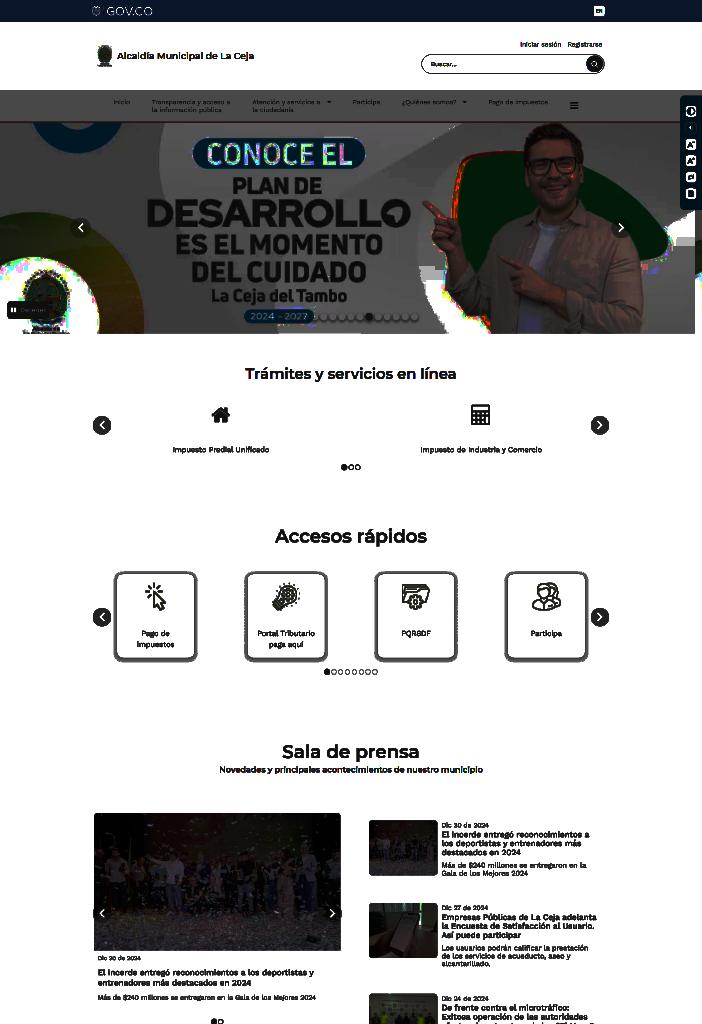 GOV.CO
EN
Alcaldía Municipal de La Ceja
Iniciar sesión Registrarse
Buscar...
Inicio
Transparencia y acceso a
la información pública
Atención y servicios a
la ciudadanía
Participa
¿Quiénes somos?
Pago de Impuestos
CONOCE EL
PLAN DE
DESARROLLO
ES EL MOMENTO
DEL CUIDADO
La Ceja del Tambo
2024 - 2027
Detener
Trámites y servicios en línea
Impuesto Predial Unificado
Impuesto de Industria y Comercio
Accesos rápidos
Pago de
impuestos
Portal Tributario
paga aquí
PQRSDF
Participa
Sala de prensa
Novedades y principales acontecimientos de nuestro municipio
Dic 30 de 2024
El Incerde entregó reconocimientos a los deportistas y
entrenadores más destacados en 2024
Más de $240 millones se entregaron en la Gala de los Mejores 2024
Dic 30 de 2024
El Incerde entregó reconocimientos a
los deportistas y entrenadores más
destacados en 2024
Más de $240 millones se entregaron en la
Gala de los Mejores 2024
Dic 27 de 2024
Empresas Públicas de La Ceja adelanta
la Encuesta de Satisfacción al Usuario.
Así puede participar
Los usuarios podrán calificar la prestación
de los servicios de acueducto, aseo y
alcantarillado.
Dic 24 de 2024
De frente contra el microtráfico:
Exitosa operación de las autoridades